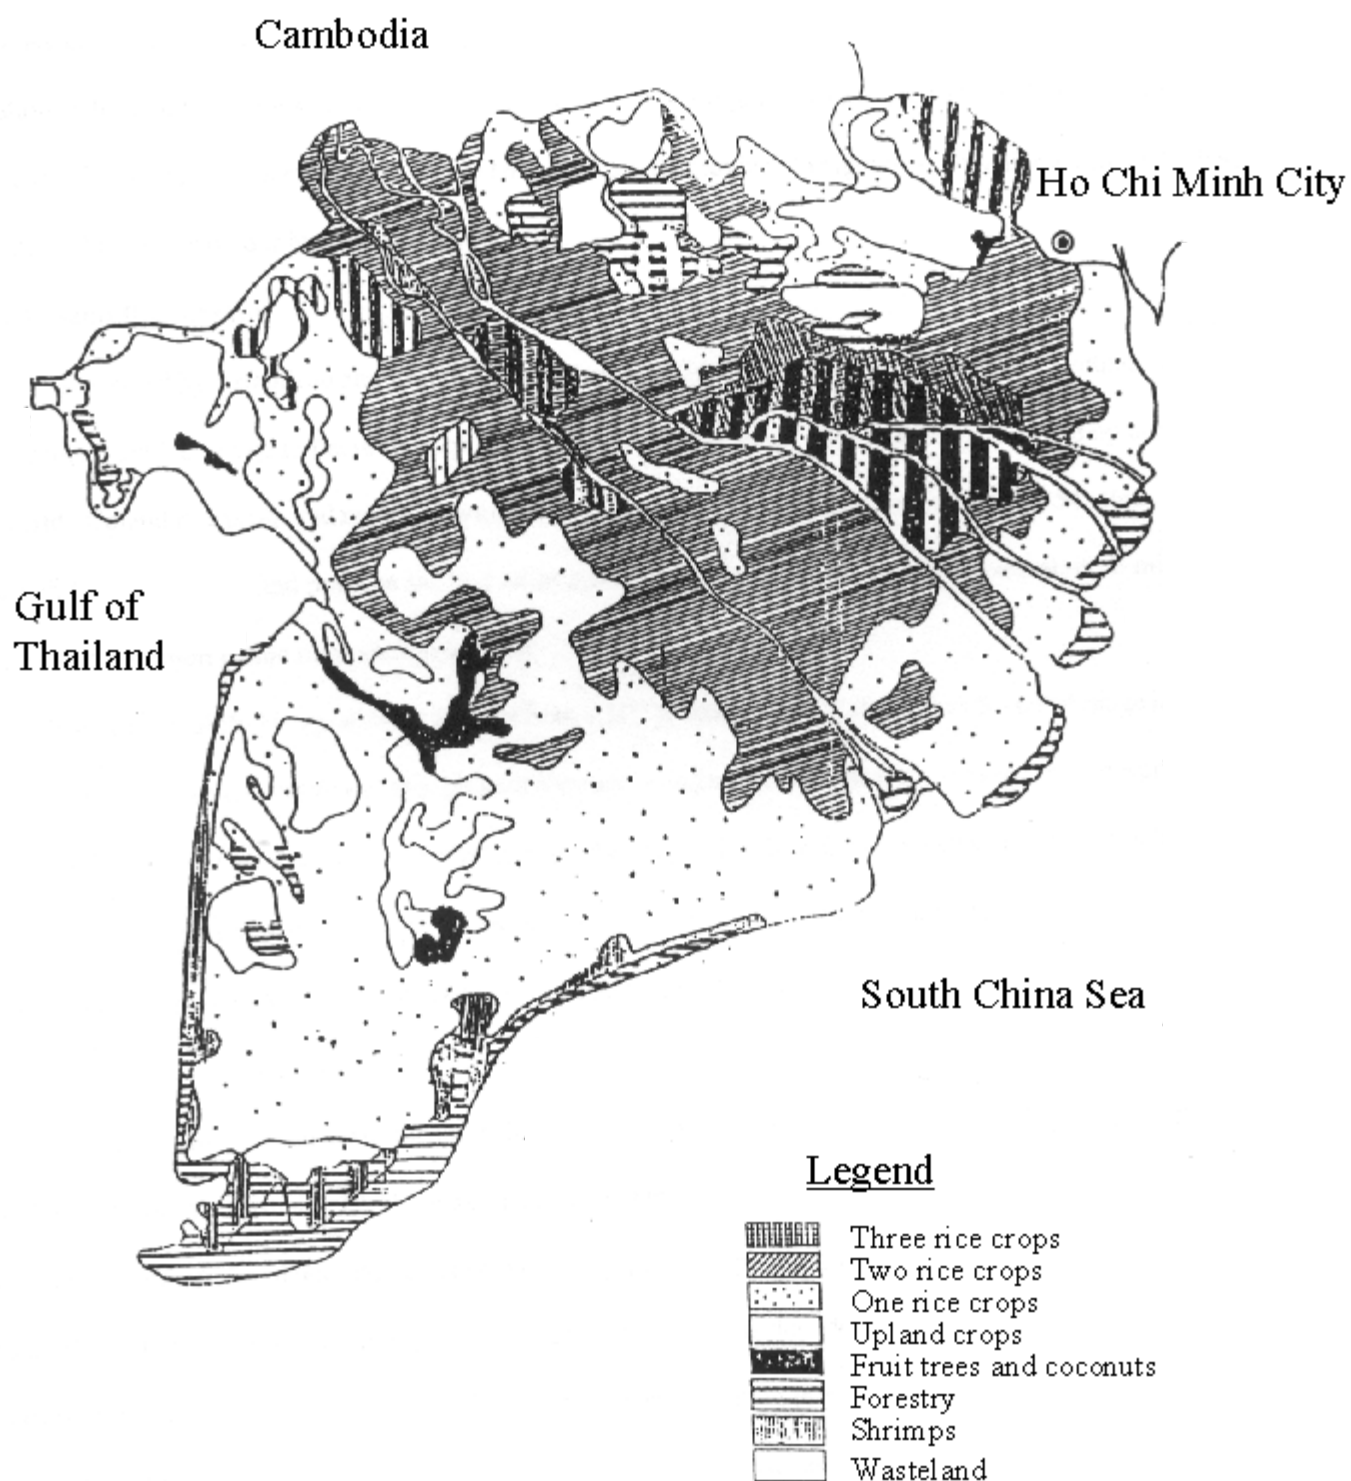 Cambodia
Ho Chi Minh City
Gulf of
Thailand
South China Sea
Legend
Three rice crops
Two rice crops
One rice crops
Upland crops
Fruit trees and coconuts
Forestry
Shrimps
Wasteland